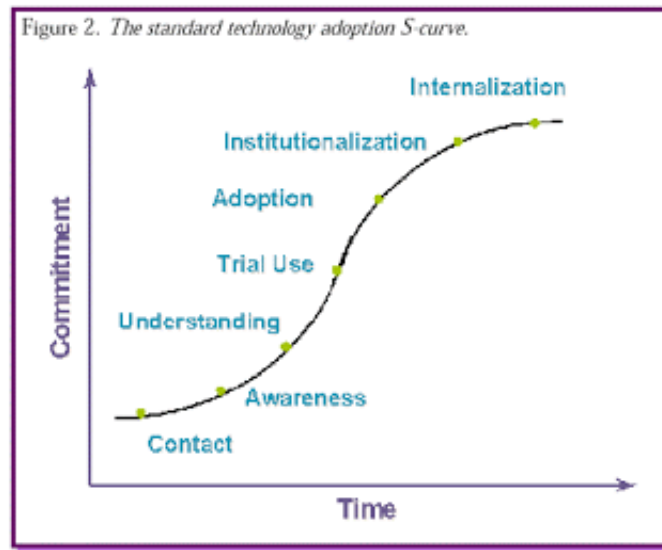 Figure 2. The standard technology adoption S-curve.
Internalization
Institutionalization
Adoption
Trial Use
Understanding
Awareness
Contact
Commitment
Time